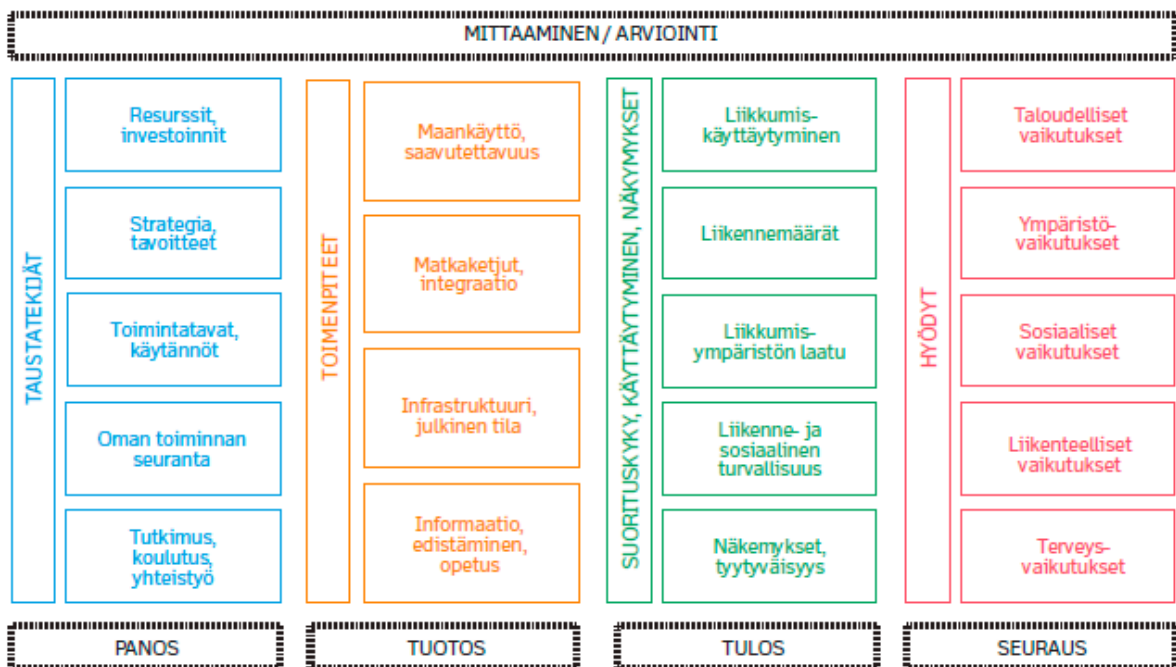 MITTAAMINEN / ARVIOINTI
TAUSTATEKIJÄT
Resurssit,
investoinnit
Strategia,
tavoitteet
Toimintatavat,
käytännöt
Oman toiminnan
seuranta
Tutkimus,
koulutus,
yhteistyö
PANOS
TOIMENPITEET
Maankäyttö,
saavutettavuus
Matkaketjut,
integraatio
Infrastruktuuri,
julkinen tila
Informaatio,
edistäminen,
opetus
TUOTOS
SUORITUSKYKY, KÄYTTÄYTYMINEN, NÄKYMYKSET
Liikkumis-
käyttäytyminen
Liikennemäärät
Liikkumis-
ympäristön laatu
Liikenne- ja
sosiaalinen
turvallisuus
Näkemykset,
tyytyväisyys
TULOS
HYÖDYT
Taloudelliset
vaikutukset
Ympäristö-
vaikutukset
Sosiaaliset
vaikutukset
Liikenteelliset
vaikutukset
Terveys-
vaikutukset
SEURAUS